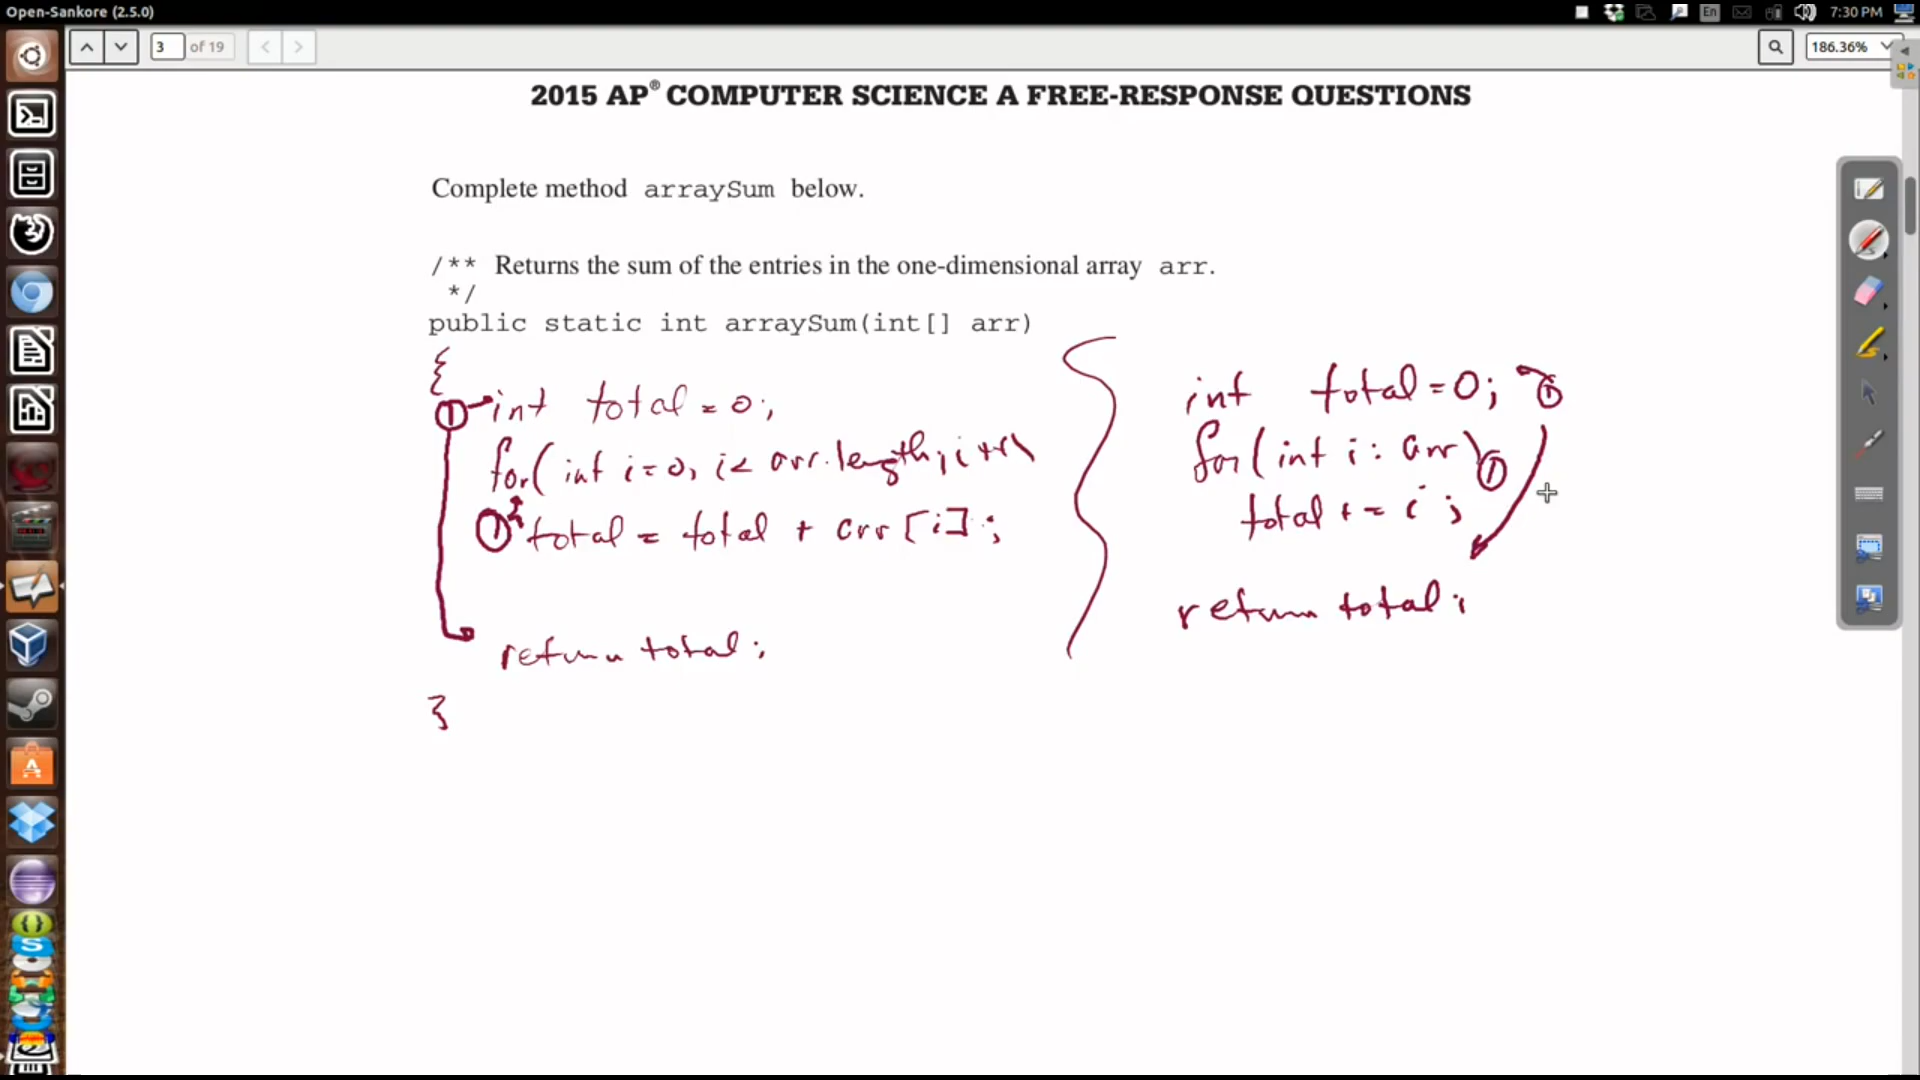 Open-Sankore (2.5.0)
En
7:30 PM
3 of 19
186.36%
2015 AP® COMPUTER SCIENCE A FREE-RESPONSE QUESTIONS
Complete method arraySum below.
/** Returns the sum of the entries in the one-dimensional array arr.
*/
public static int arraySum(int[] arr)
{
① int total = 0;
for( int i=0, i< arr.length; i++)
① total = total + arr[i];
return total;
}
int total = 0; ①
for(int i: arr) ①
total += i;
return total;